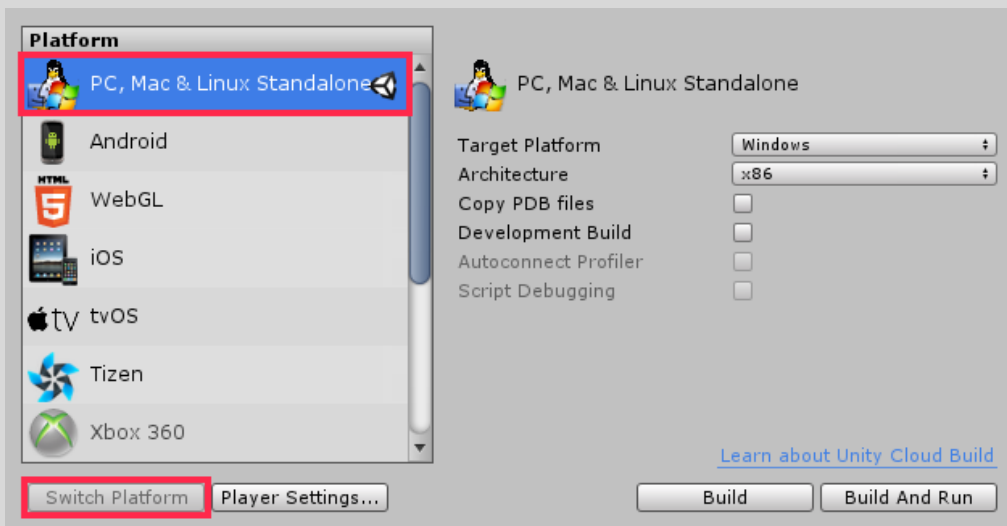 Platform
PC, Mac & Linux Standalone
Android
HTML
WebGL
iOS
tv tvOS
Tizen
Xbox 360
Switch Platform
Player Settings...
PC, Mac & Linux Standalone
Target Platform Windows
Architecture x86
Copy PDB files
Development Build
Autoconnect Profiler
Script Debugging
Learn about Unity Cloud Build
Build
Build And Run